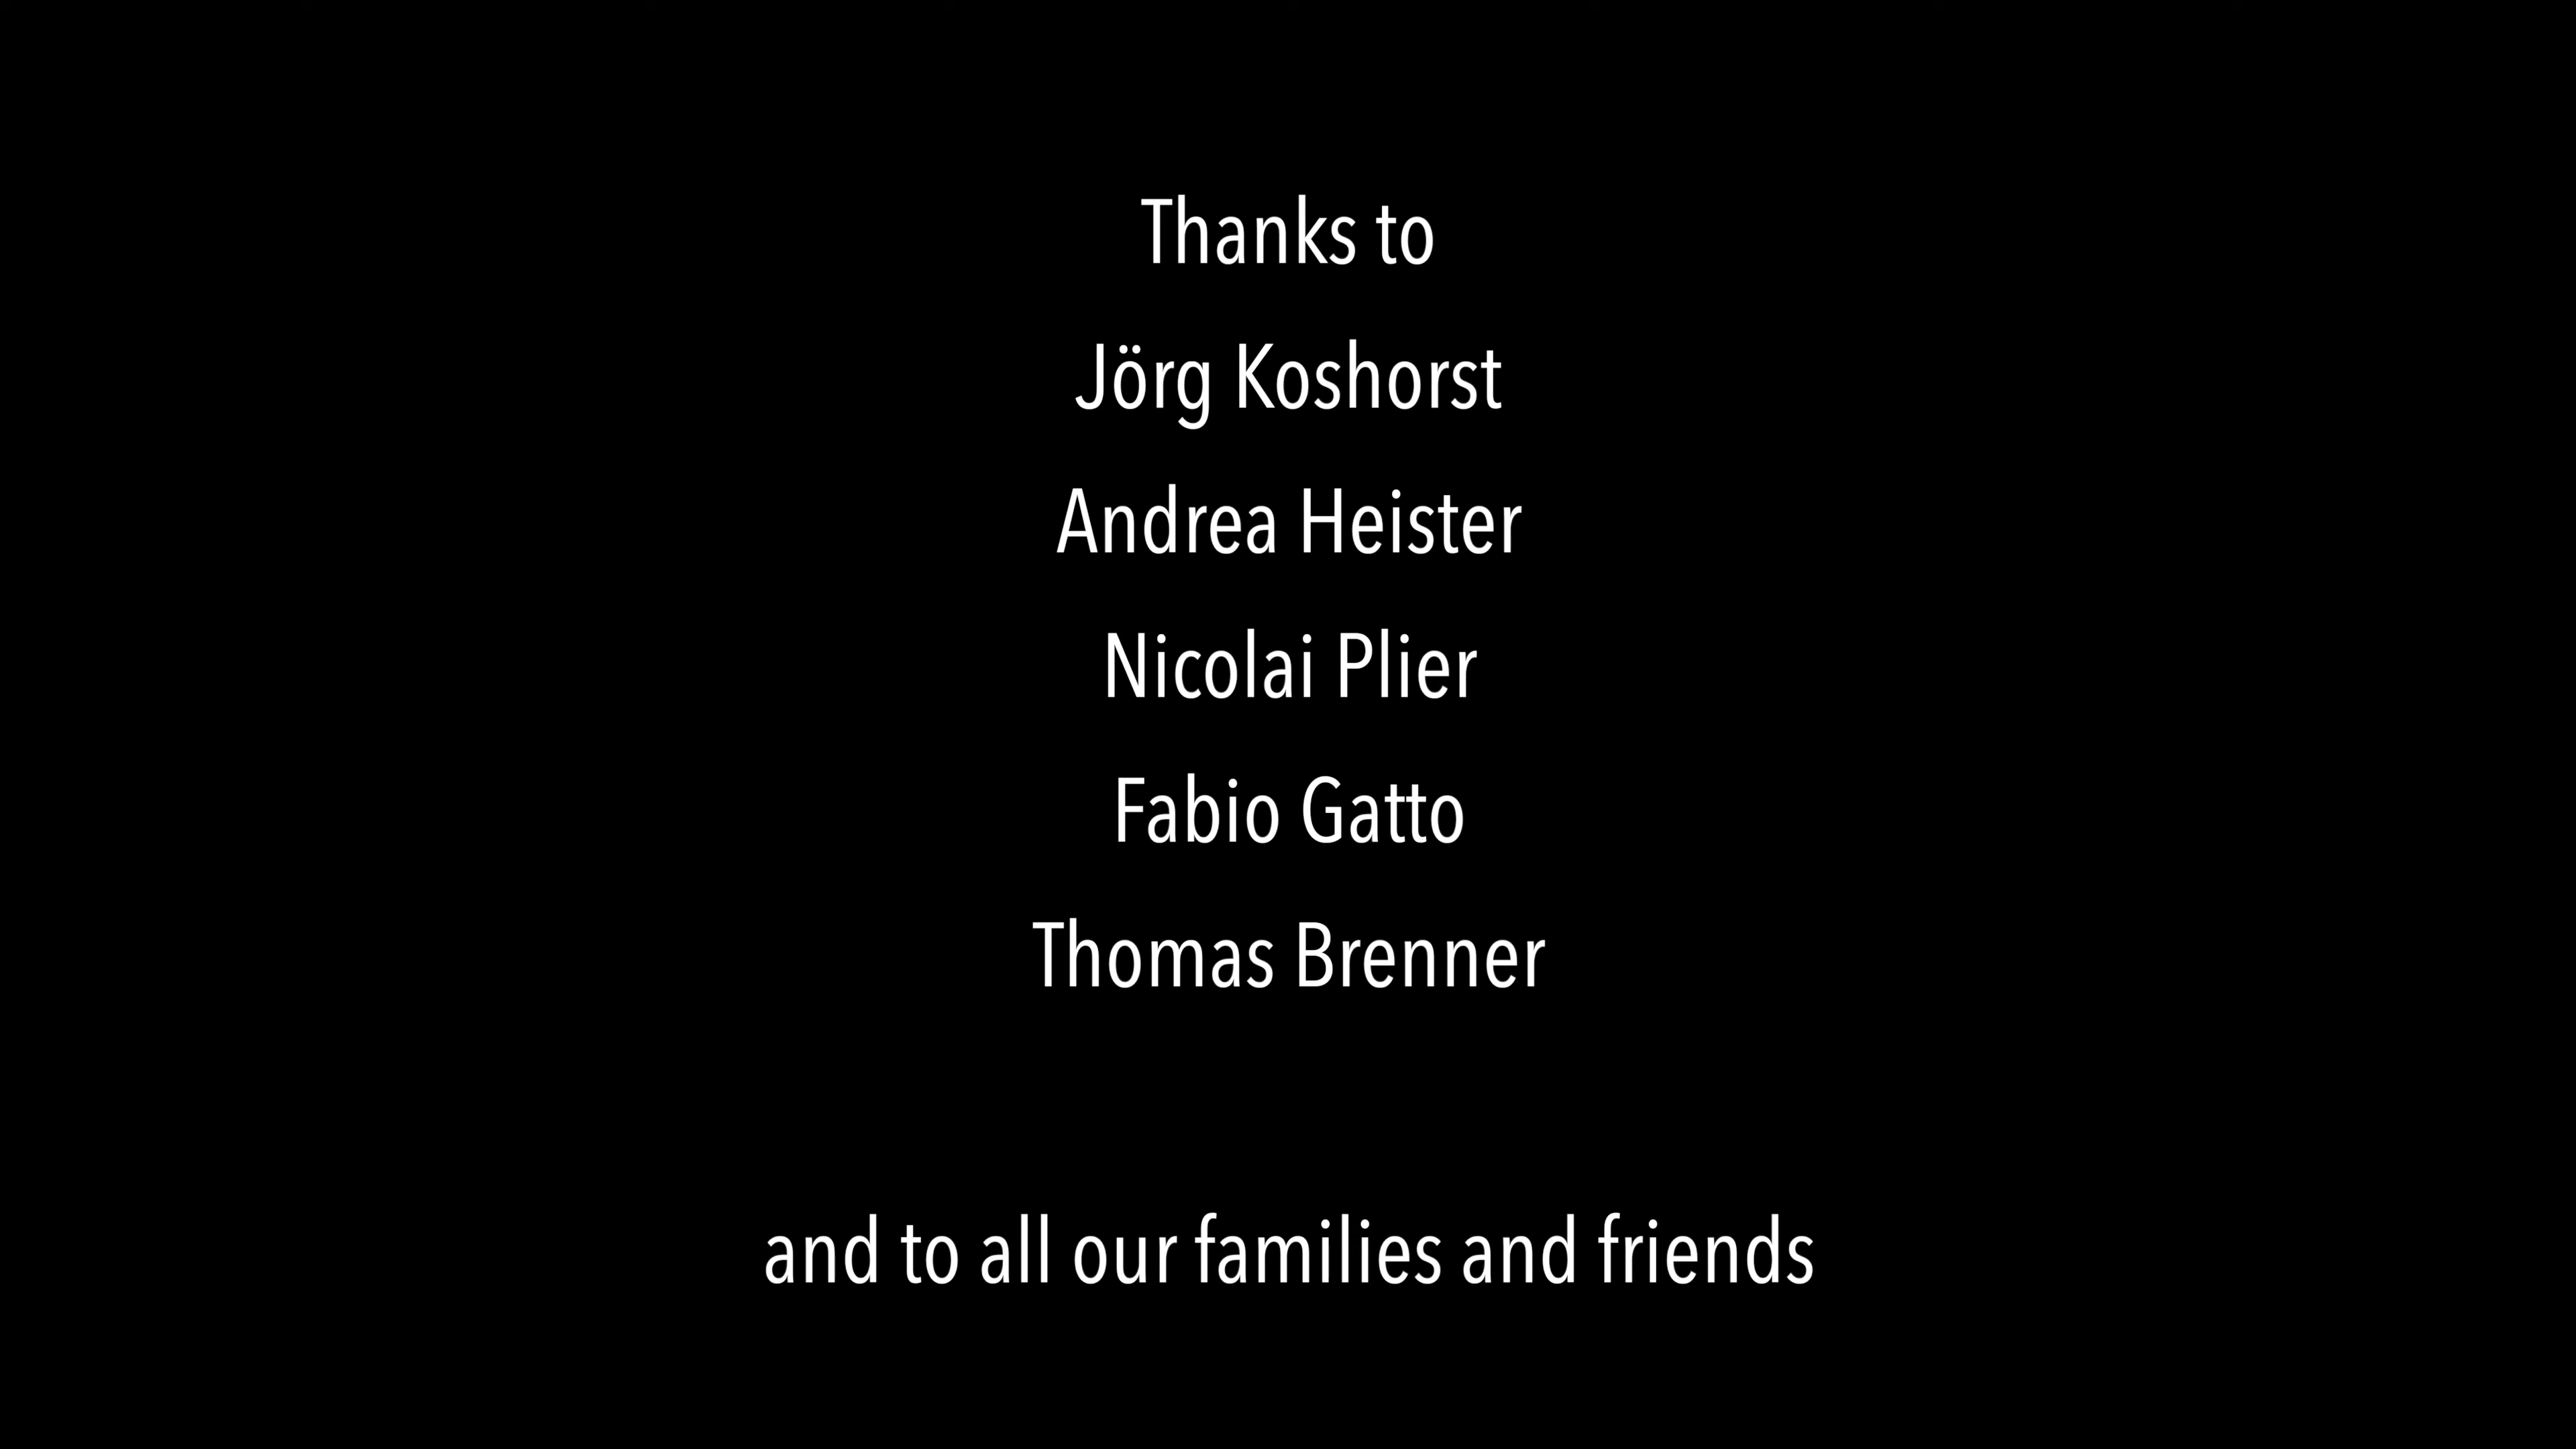 Thanks to
Jörg Koshorst
Andrea Heister
Nicolai Plier
Fabio Gatto
Thomas Brenner
and to all our families and friends